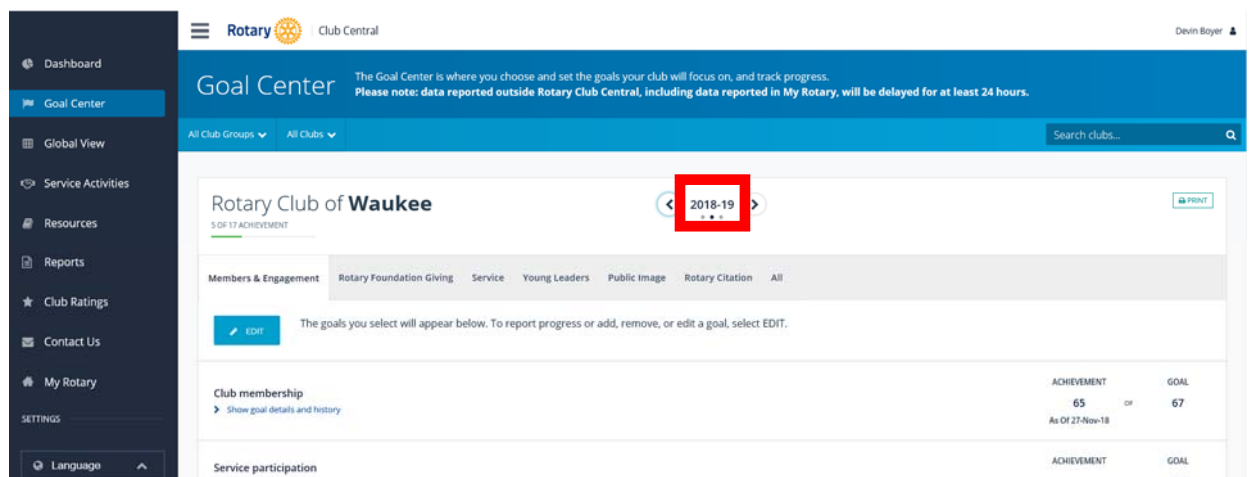 Rotary Club Central
Devin Boyer
Dashboard
Goal Center
Global View
Service Activities
Resources
Reports
Club Ratings
Contact Us
My Rotary
SETTINGS
Language
Goal Center
The Goal Center is where you choose and set the goals your club will focus on, and track progress.
Please note: data reported outside Rotary Club Central, including data reported in My Rotary, will be delayed for at least 24 hours.
All Club Groups All Clubs
Search clubs...
Rotary Club of Waukee
5 OF 17 ACHIEVEMENT
2018-19
PRINT
Members & Engagement Rotary Foundation Giving Service Young Leaders Public Image Rotary Citation All
EDIT
The goals you select will appear below. To report progress or add, remove, or edit a goal, select EDIT.
Club membership
Show goal details and history
ACHIEVEMENT GOAL
65 OF 67
As Of 27-Nov-18
Service participation
ACHIEVEMENT GOAL